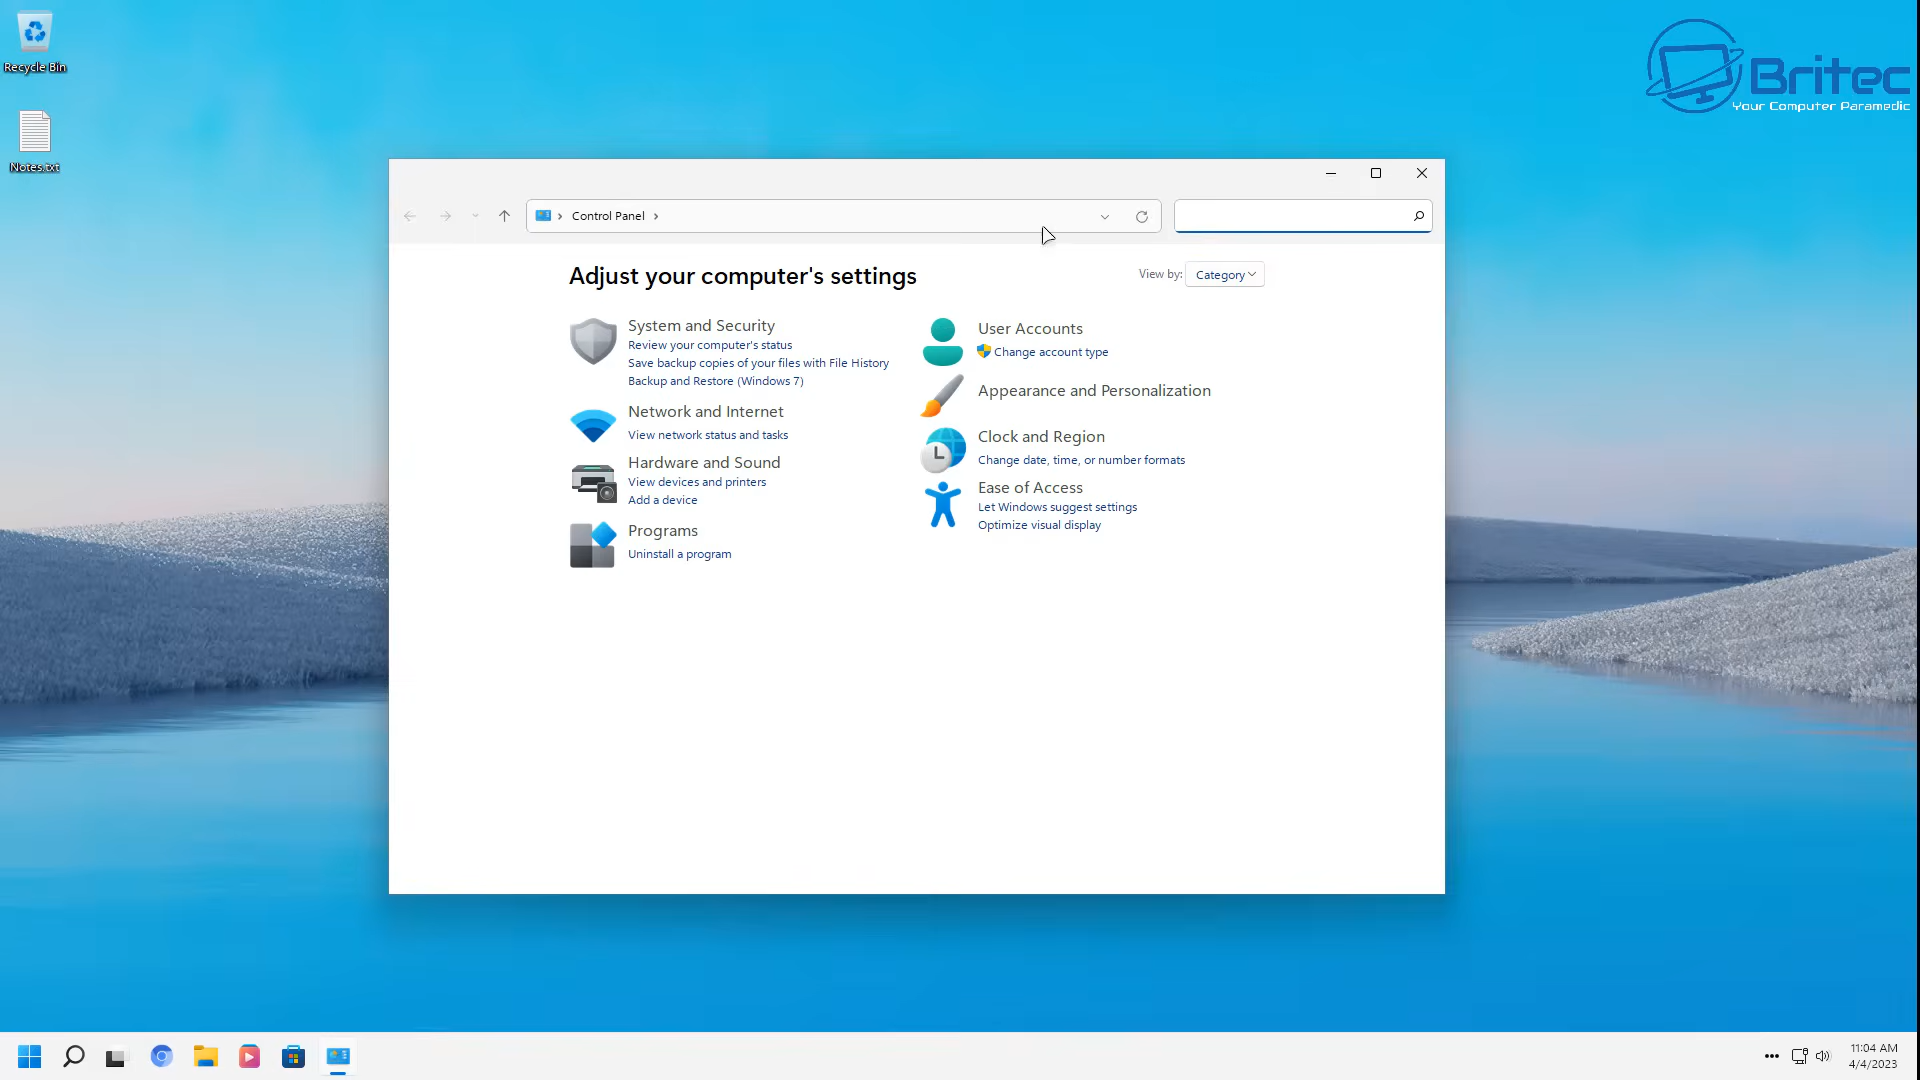 Recycle Bin
Notes.txt
Britec
Your Computer Paramedic
Control Panel
Adjust your computer's settings
View by: Category
System and Security
Review your computer's status
Save backup copies of your files with File History
Backup and Restore (Windows 7)
Network and Internet
View network status and tasks
Hardware and Sound
View devices and printers
Add a device
Programs
Uninstall a program
User Accounts
Change account type
Appearance and Personalization
Clock and Region
Change date, time, or number formats
Ease of Access
Let Windows suggest settings
Optimize visual display
11:04 AM
4/4/2023